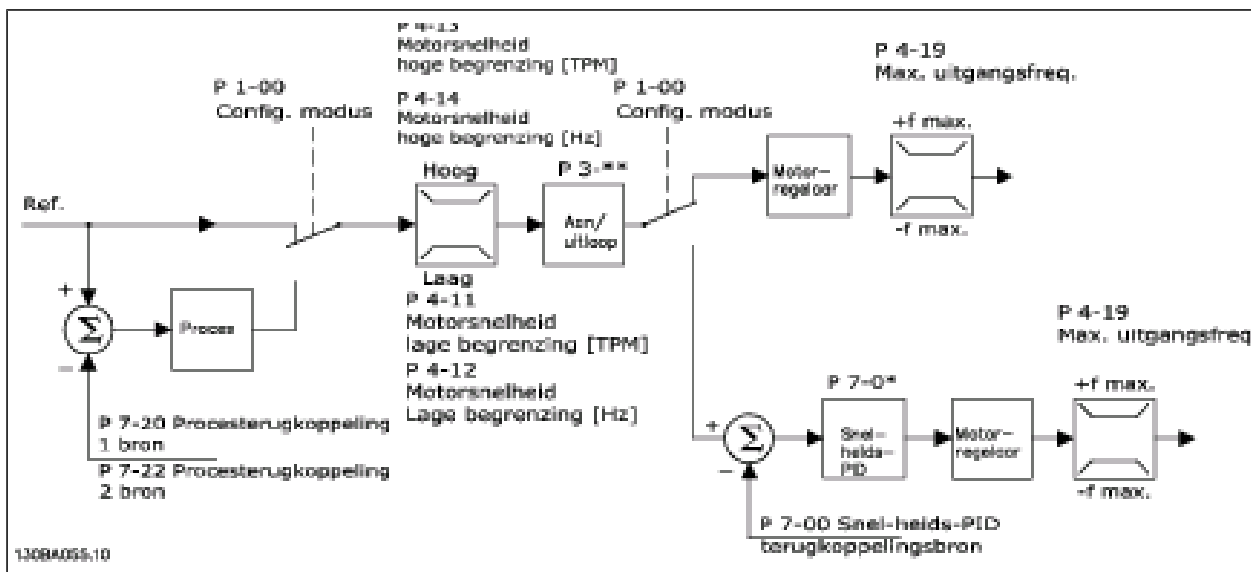 P 4-13
Motorsnelheid
hoge begrenzing [TPM]
P 4-14
Motorsnelheid
hoge begrenzing [Hz]
P 1-00
Config. modus
P 1-00
Config. modus
P 4-19
Max. uitgangsfreq.
+f max.
-f max.
Hoog
Laag
P 3-**
Aan/
uitloop
Motor-
regelaar
Ref.
+
Σ
−
Proces
P 7-20 Procesterugkoppeling
1 bron
P 7-22 Procesterugkoppeling
2 bron
P 4-11
Motorsnelheid
lage begrenzing [TPM]
P 4-12
Motorsnelheid
Lage begrenzing [Hz]
P 4-19
Max. uitgangsfreq
+f max.
-f max.
P 7-0*
+
Σ
−
Snel-
heids-
PID
Motor-
regelaar
P 7-00 Snel-heids-PID
terugkoppelingsbron
130BA055.10